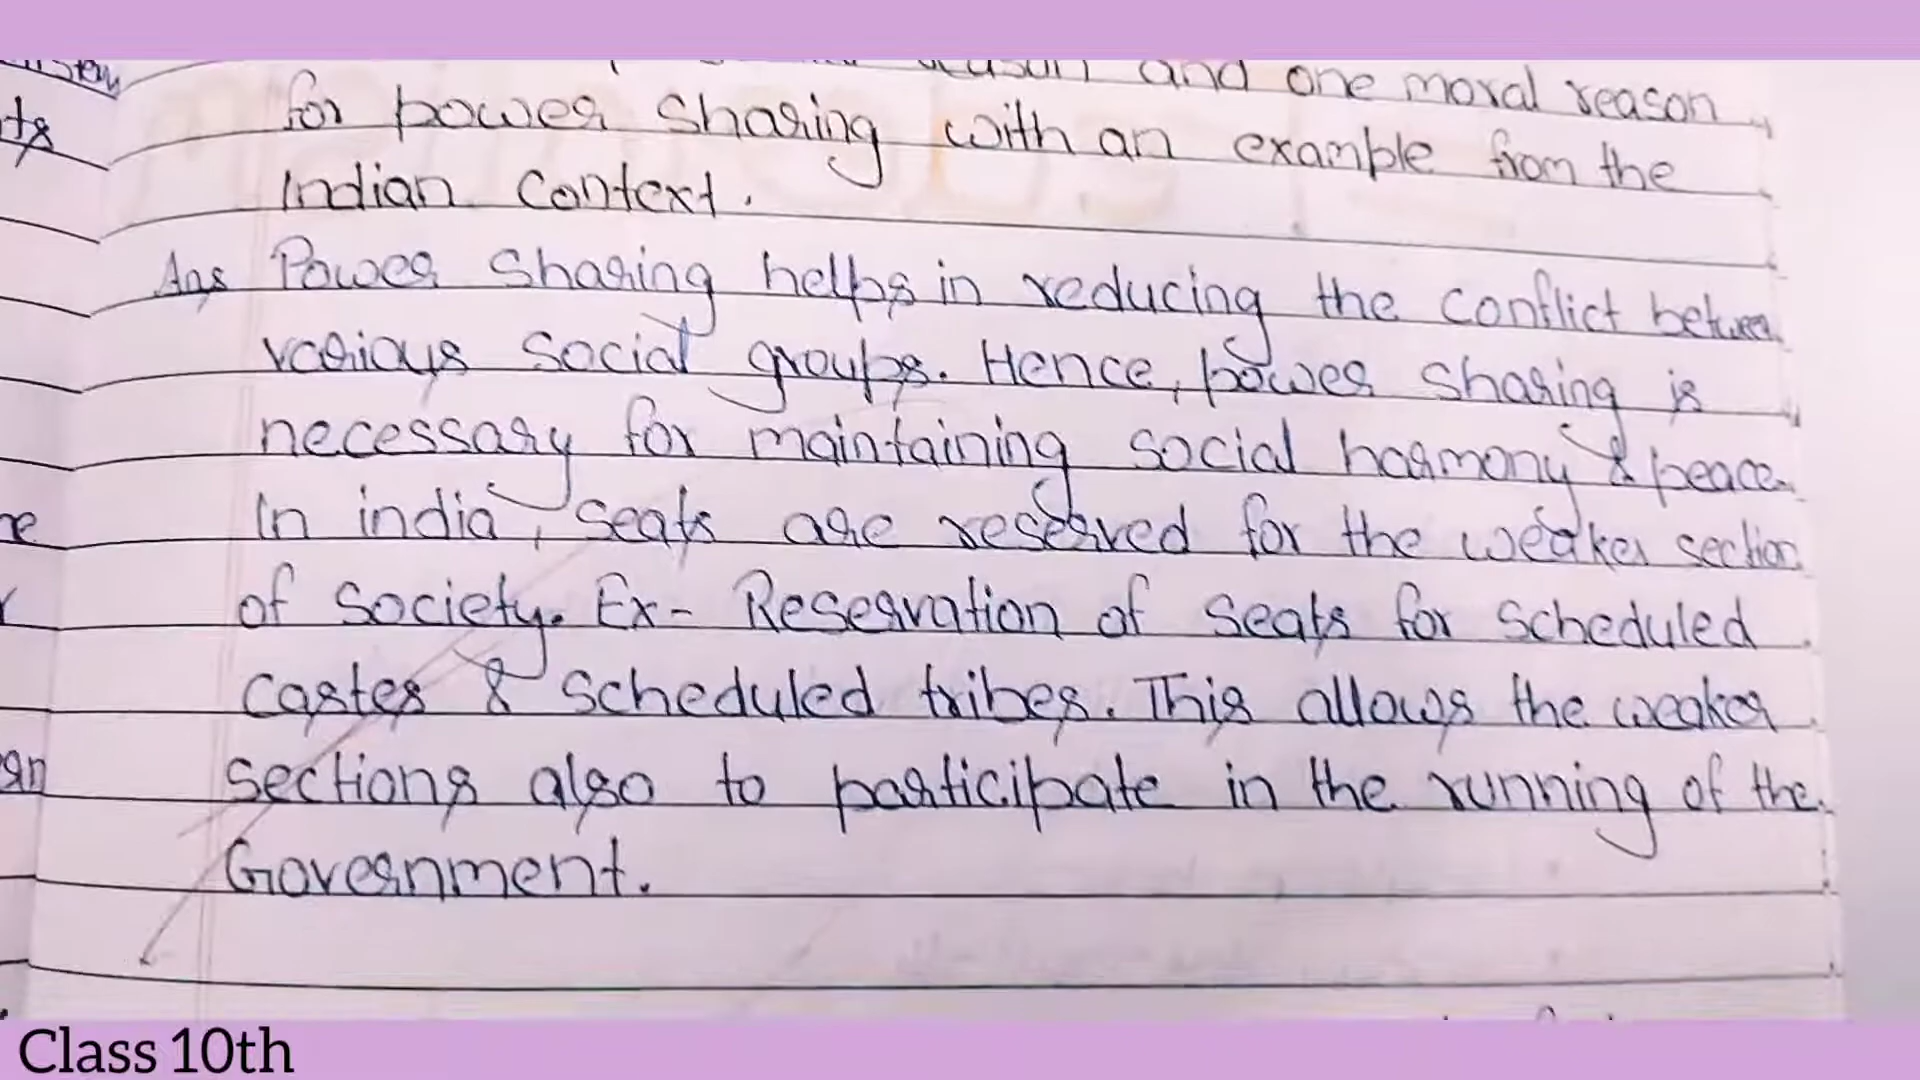 reason and one moral reason
for power sharing with an example from the
Indian Context.
Ans Power Sharing helps in reducing the conflict between
various social groups. Hence, power sharing is
necessary for maintaining social harmony & peace.
In india, seats are reserved for the weaker section
of society. Ex- Reservation of seats for scheduled
castes & scheduled tribes. This allows the weaker
sections also to participate in the running of the
Government.
Class 10th